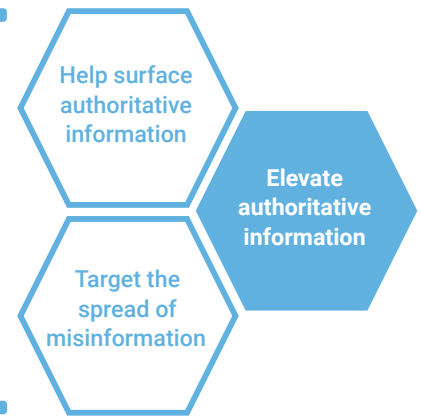 Help surface
authoritative
information
Elevate
authoritative
information
Target the
spread of
misinformation